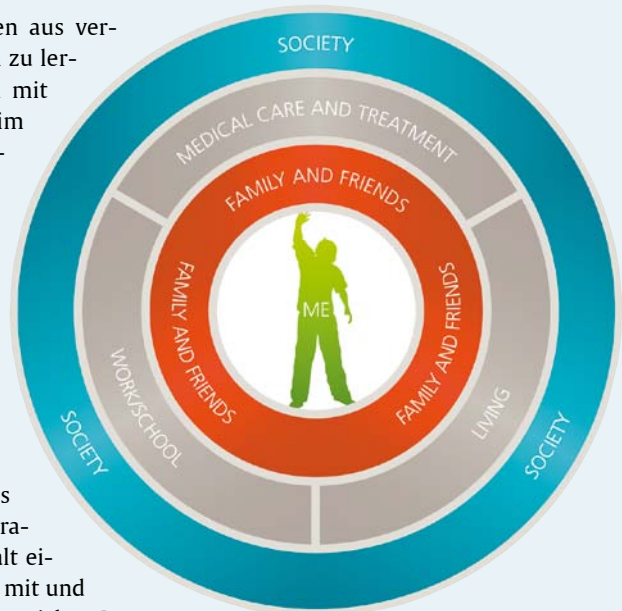 en aus ver-
zu ler-
mit
im
-
SOCIETY
MEDICAL CARE AND TREATMENT
FAMILY AND FRIENDS
FAMILY AND FRIENDS
ME
FAMILY AND FRIENDS
WORK/SCHOOL
LIVING
SOCIETY
SOCIETY
s
ra-
alt ei-
mit und